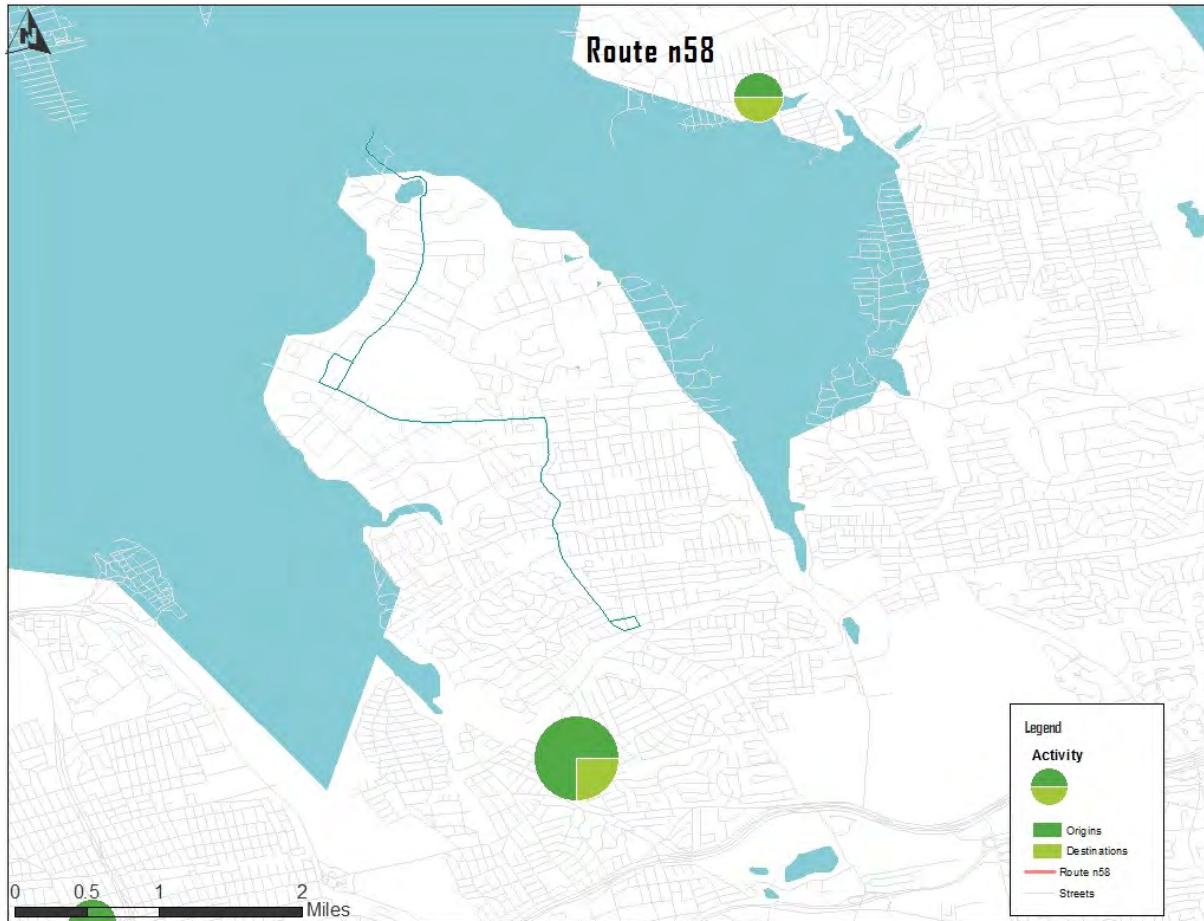 N
Route n58
Legend
Activity
Origins
Destinations
Route n58
Streets
0 0.5 1 2
Miles